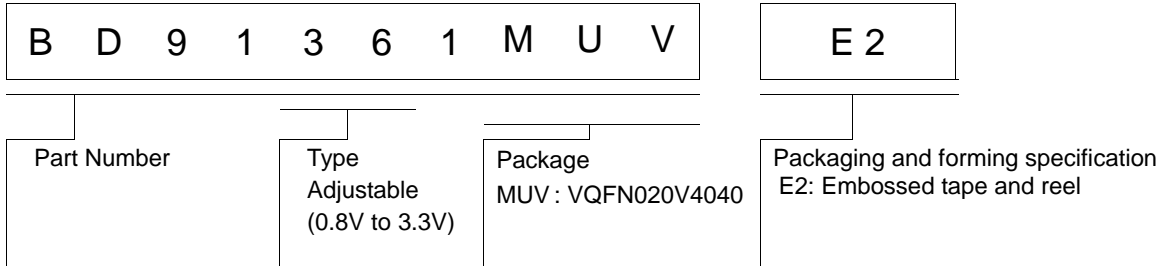 B D 9 1 3 6 1 M U V E 2
Part Number
Type
Adjustable
(0.8V to 3.3V)
Package
MUV : VQFN020V4040
Packaging and forming specification
E2: Embossed tape and reel